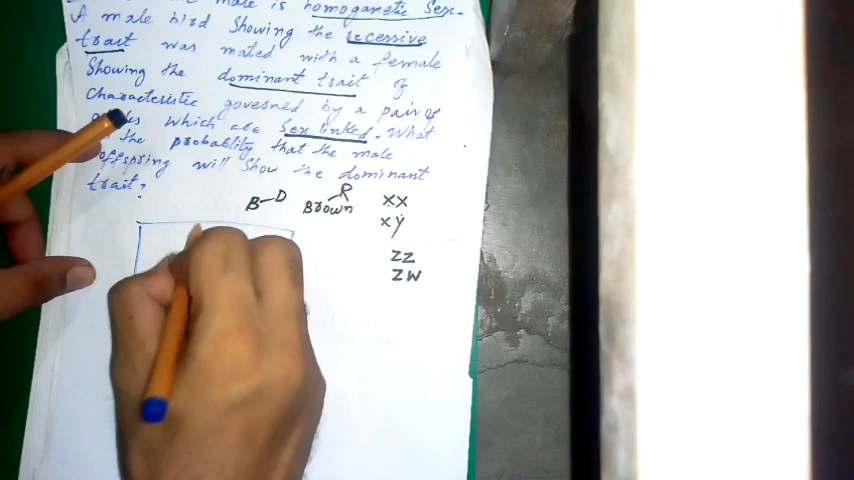 male is homogametic Sex-
A male bird Showing the recessive
trait was mated with a female
Showing the dominant trait of
Characteristic governed by a pair of
which are Sex linked. What
the probablity that the male
offspring will Show the dominant
trait?
B-D Brown R XX
XY
ZZ
ZW